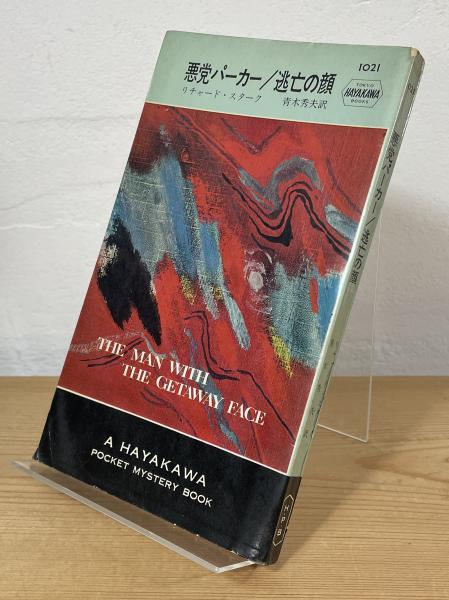 1021
悪党パーカー/逃亡の顔
リチャード・スターク 青木秀夫訳
TOKYO
HAYAKAWA
BOOKS
THE MAN WITH
THE GETAWAY FACE
A HAYAKAWA
POCKET MYSTERY BOOK
悪党パーカー/逃亡の顔
HPB